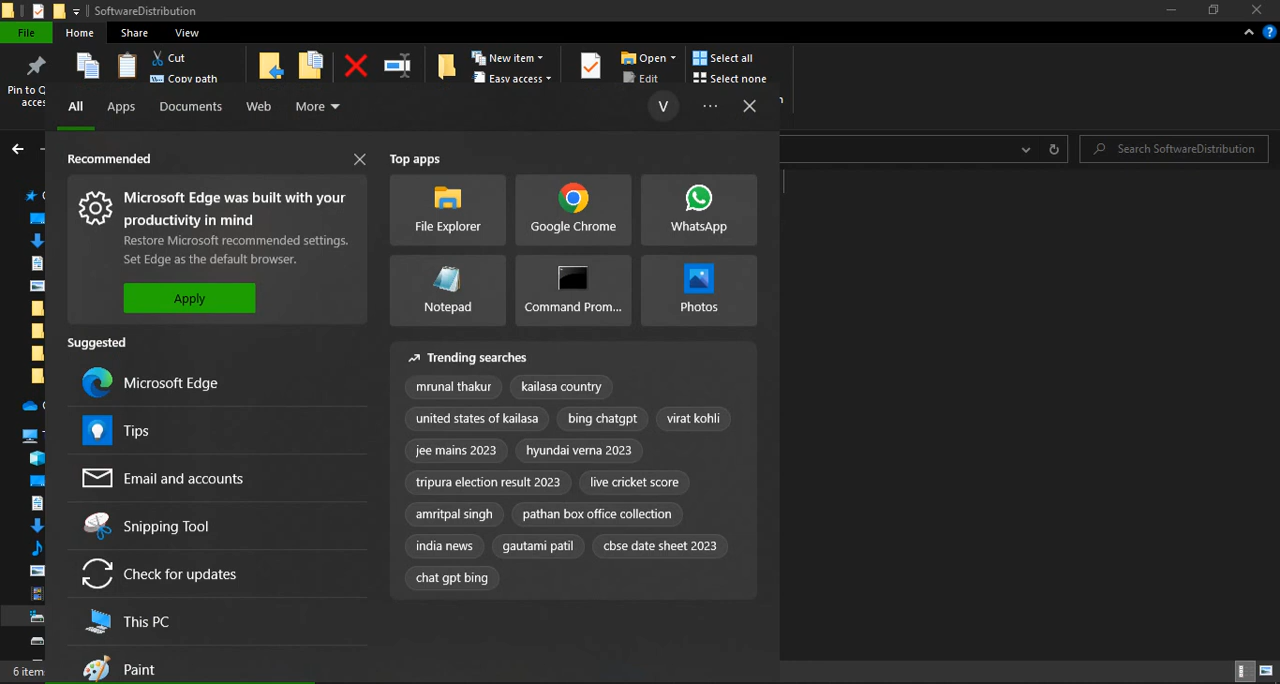 SoftwareDistribution
File
Home
Share
View
Pin to Q
acces
Cut
Copy path
New item
Easy access
Open
Edit
Select all
Select none
All
Apps
Documents
Web
More
V
Search SoftwareDistribution
Recommended
Microsoft Edge was built with your
productivity in mind
Restore Microsoft recommended settings.
Set Edge as the default browser.
Apply
Suggested
Microsoft Edge
Tips
Email and accounts
Snipping Tool
Check for updates
This PC
Paint
Top apps
File Explorer
Google Chrome
WhatsApp
Notepad
Command Prom...
Photos
Trending searches
mrunal thakur
kailasa country
united states of kailasa
bing chatgpt
virat kohli
jee mains 2023
hyundai verna 2023
tripura election result 2023
live cricket score
amritpal singh
pathan box office collection
india news
gautami patil
cbse date sheet 2023
chat gpt bing
6 item